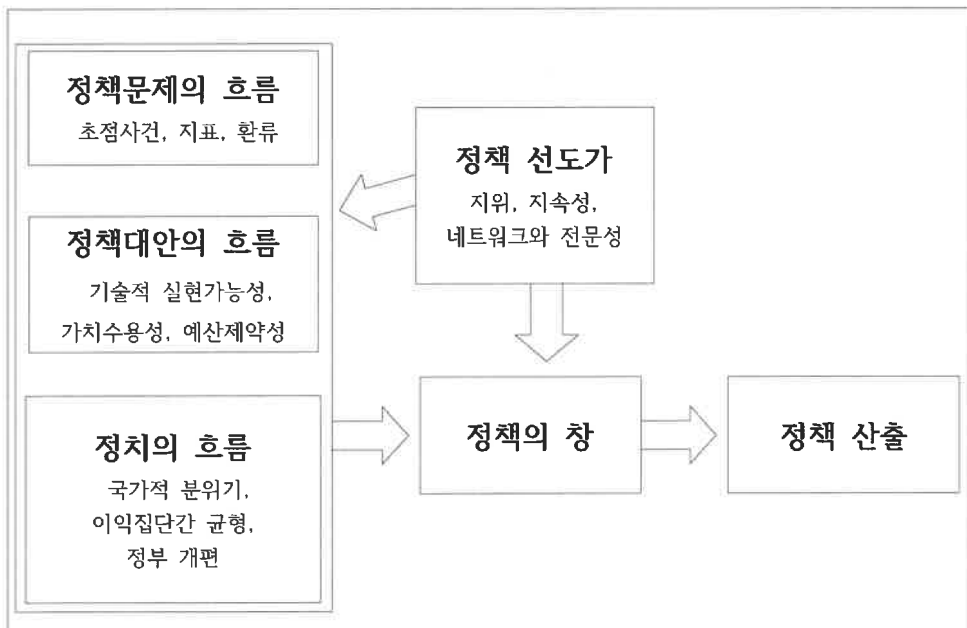 정책문제의 흐름
초점사건, 지표, 환류
정책대안의 흐름
기술적 실현가능성,
가치수용성, 예산제약성
정치의 흐름
국가적 분위기,
이익집단간 균형,
정부 개편
정책 선도가
지위, 지속성,
네트워크와 전문성
정책의 창
정책 산출